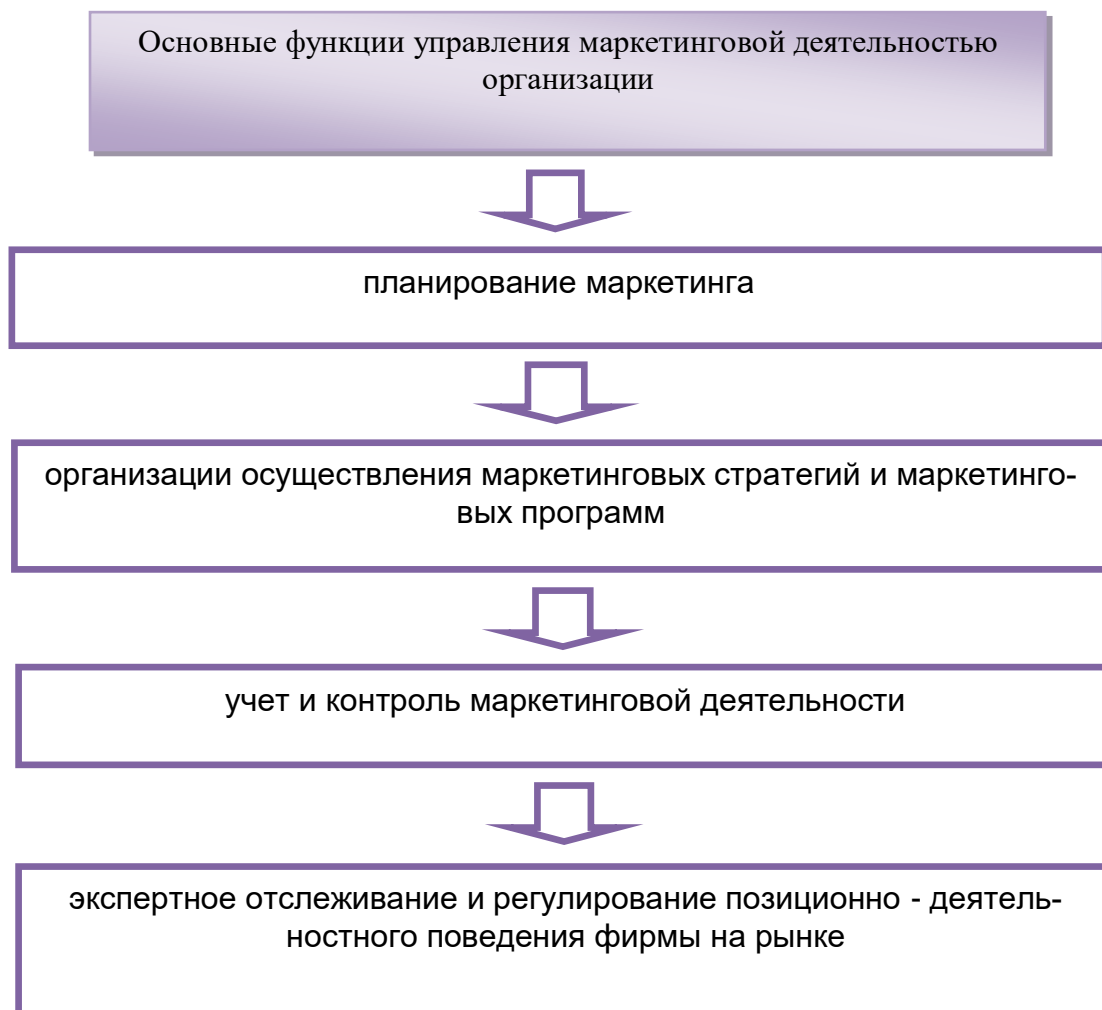 Основные функции управления маркетинговой деятельностью
организации
планирование маркетинга
организации осуществления маркетинговых стратегий и маркетинго-
вых программ
учет и контроль маркетинговой деятельности
экспертное отслеживание и регулирование позиционно - деятель-
ностного поведения фирмы на рынке